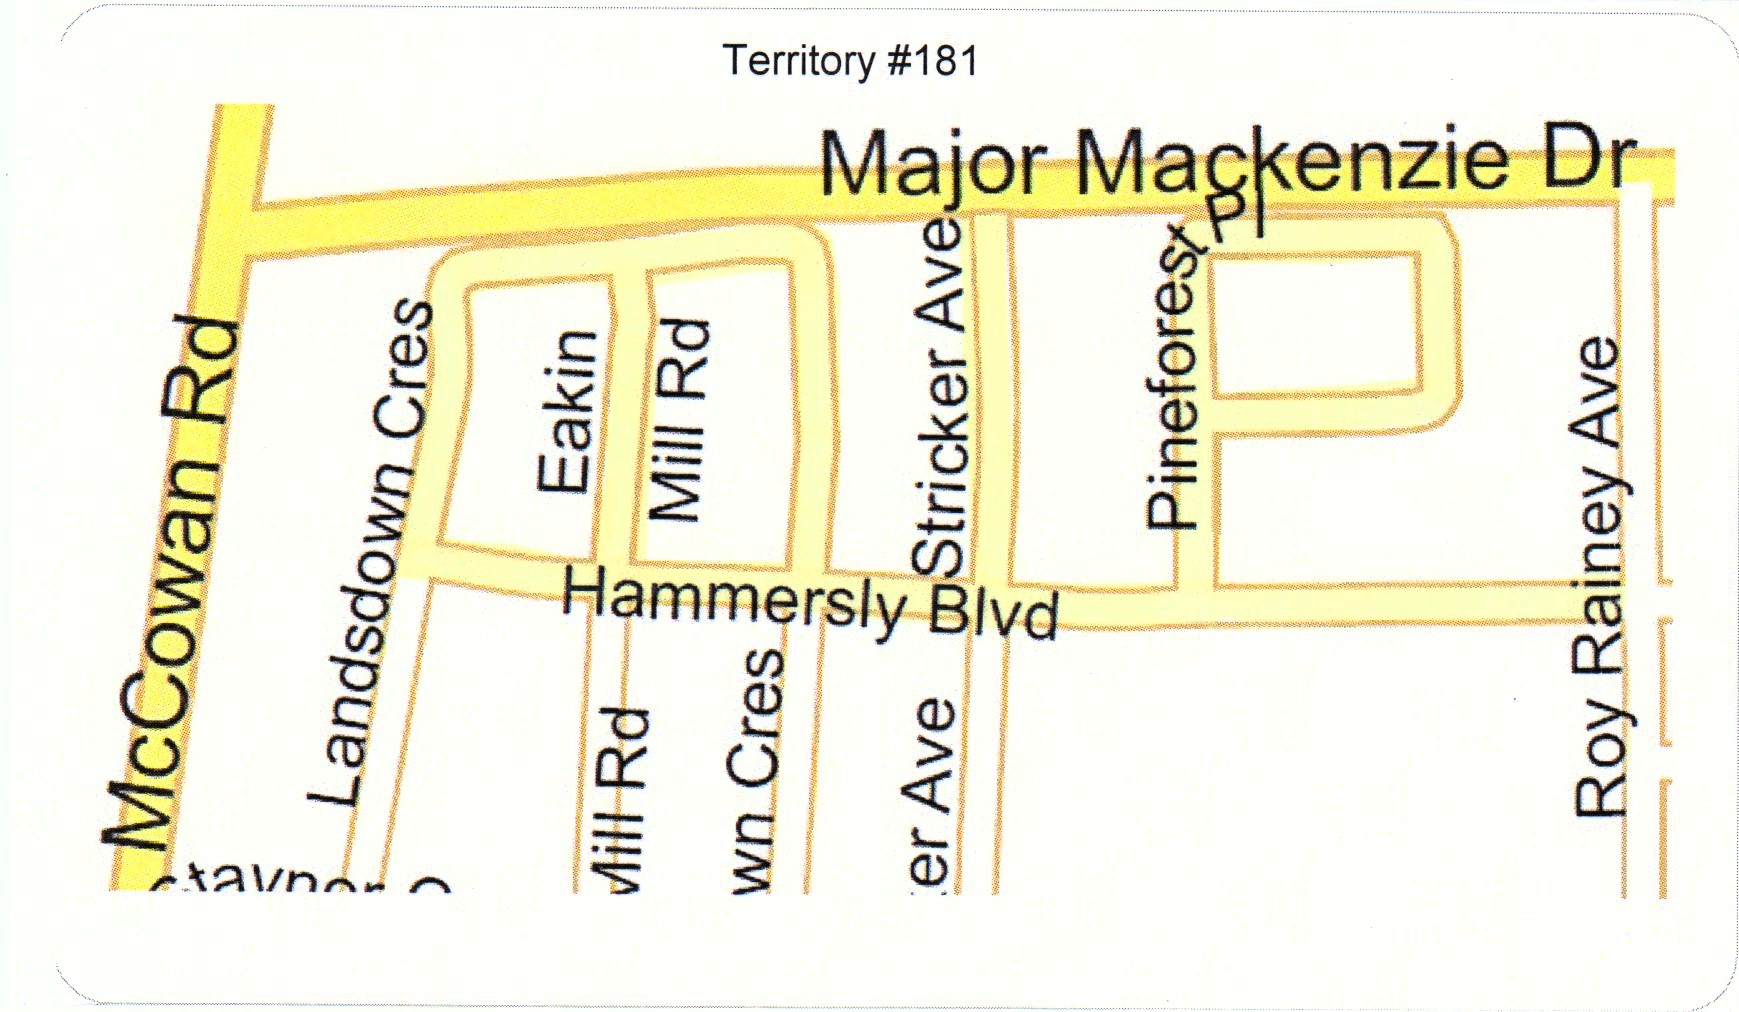 Territory #181
Major Mackenzie Dr
McCowan Rd
Landsdown Cres
Eakin
Mill Rd
Stricker Ave
Pineforest Pl
Roy Rainey Ave
Hammersly Blvd
Mill Rd
wn Cres
er Ave